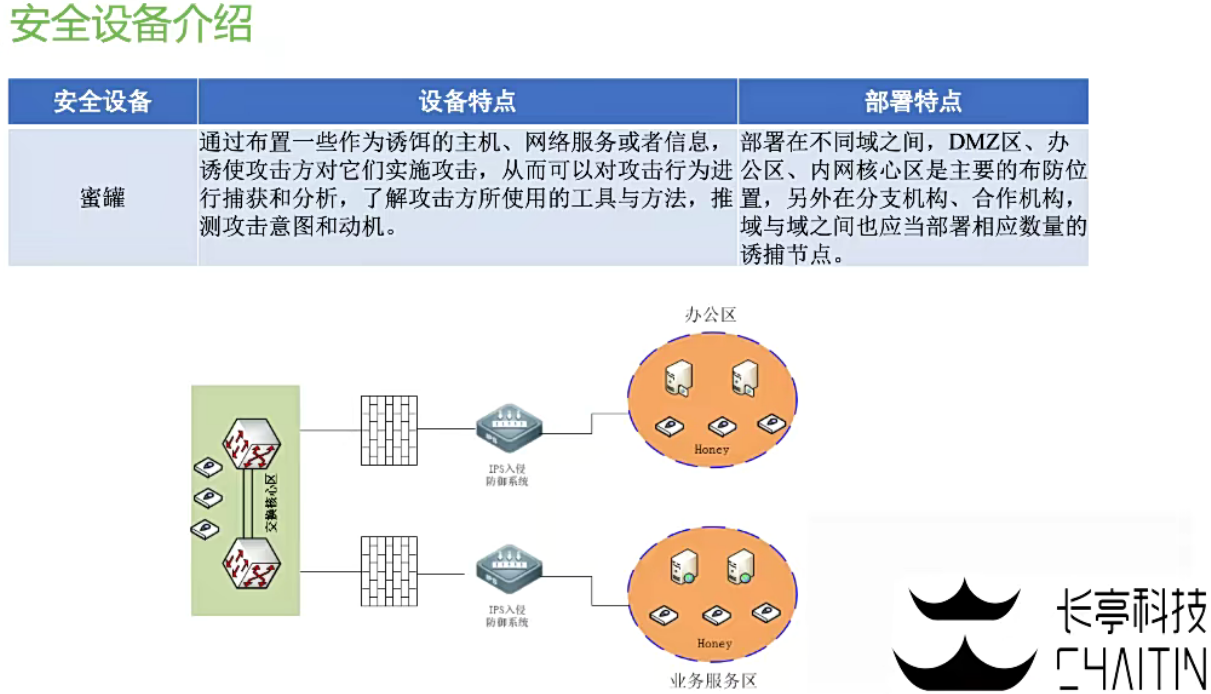 安全设备介绍
安全设备
设备特点
部署特点
蜜罐
通过布置一些作为诱饵的主机、网络服务或者信息，
诱使攻击方对它们实施攻击，从而可以对攻击行为进
行捕获和分析，了解攻击方所使用的工具与方法，推
测攻击意图和动机。
部署在不同域之间，DMZ区、办
公区、内网核心区是主要的布防位
置，另外在分支机构、合作机构，
域与域之间也应当部署相应数量的
诱捕节点。
办公区
Honey
IPS
IPS入侵
防御系统
交换核心区
IPS
IPS入侵
防御系统
Honey
业务服务区
长亭科技
CHAITIN